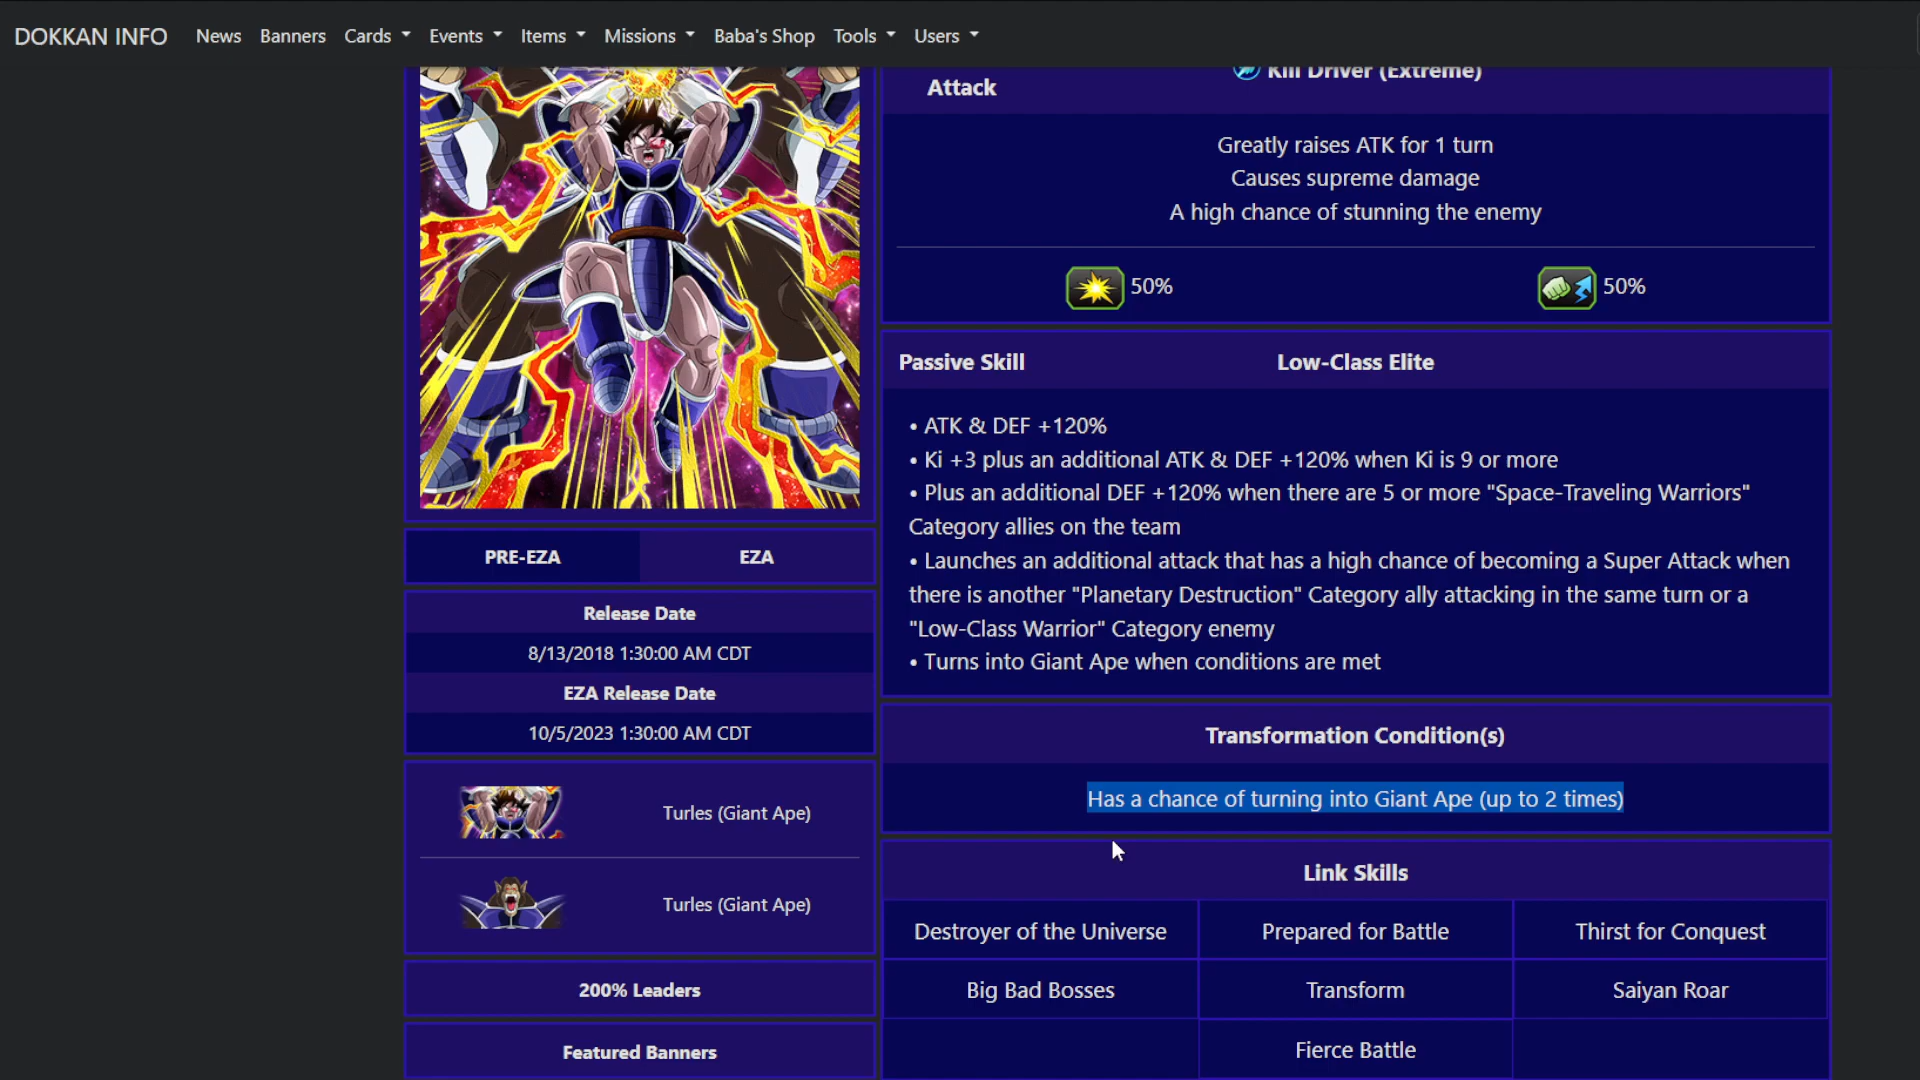 DOKKAN INFO
News
Banners
Cards
Events
Items
Missions
Baba's Shop
Tools
Users
Attack
Kill Driver (Extreme)
Greatly raises ATK for 1 turn
Causes supreme damage
A high chance of stunning the enemy
50%
50%
Passive Skill
Low-Class Elite
• ATK & DEF +120%
• Ki +3 plus an additional ATK & DEF +120% when Ki is 9 or more
• Plus an additional DEF +120% when there are 5 or more "Space-Traveling Warriors"
Category allies on the team
• Launches an additional attack that has a high chance of becoming a Super Attack when
there is another "Planetary Destruction" Category ally attacking in the same turn or a
"Low-Class Warrior" Category enemy
• Turns into Giant Ape when conditions are met
Transformation Condition(s)
Has a chance of turning into Giant Ape (up to 2 times)
Link Skills
Destroyer of the Universe
Prepared for Battle
Thirst for Conquest
Big Bad Bosses
Transform
Saiyan Roar
Fierce Battle
PRE-EZA
EZA
Release Date
8/13/2018 1:30:00 AM CDT
EZA Release Date
10/5/2023 1:30:00 AM CDT
Turles (Giant Ape)
Turles (Giant Ape)
200% Leaders
Featured Banners